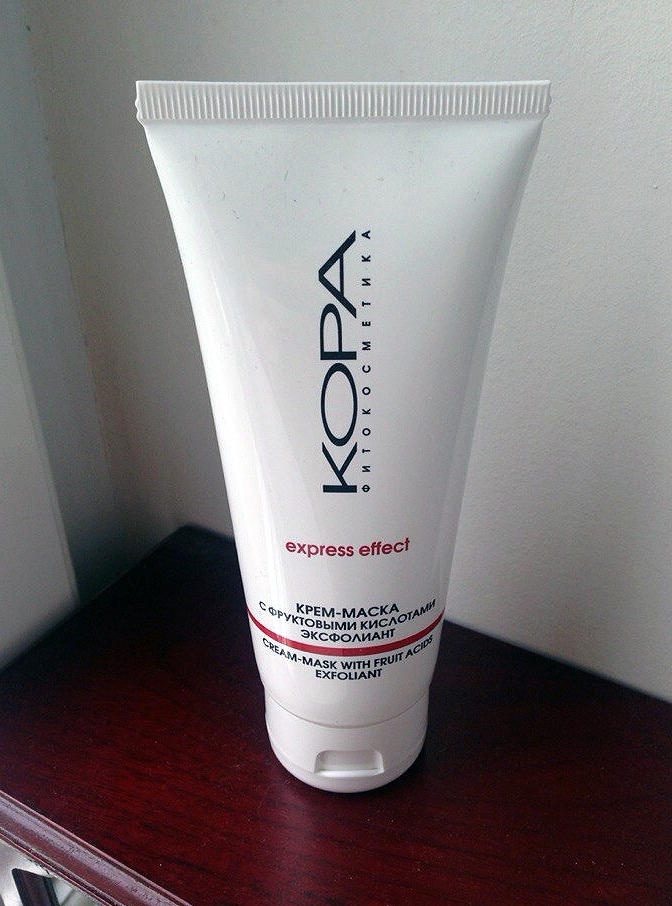 КОРА
ФИТОКОСМЕТИКА
express effect
КРЕМ-МАСКА
С ФРУКТОВЫМИ КИСЛОТАМИ
ЭКСФОЛИАНТ
CREAM-MASK WITH FRUIT ACIDS
EXFOLIANT